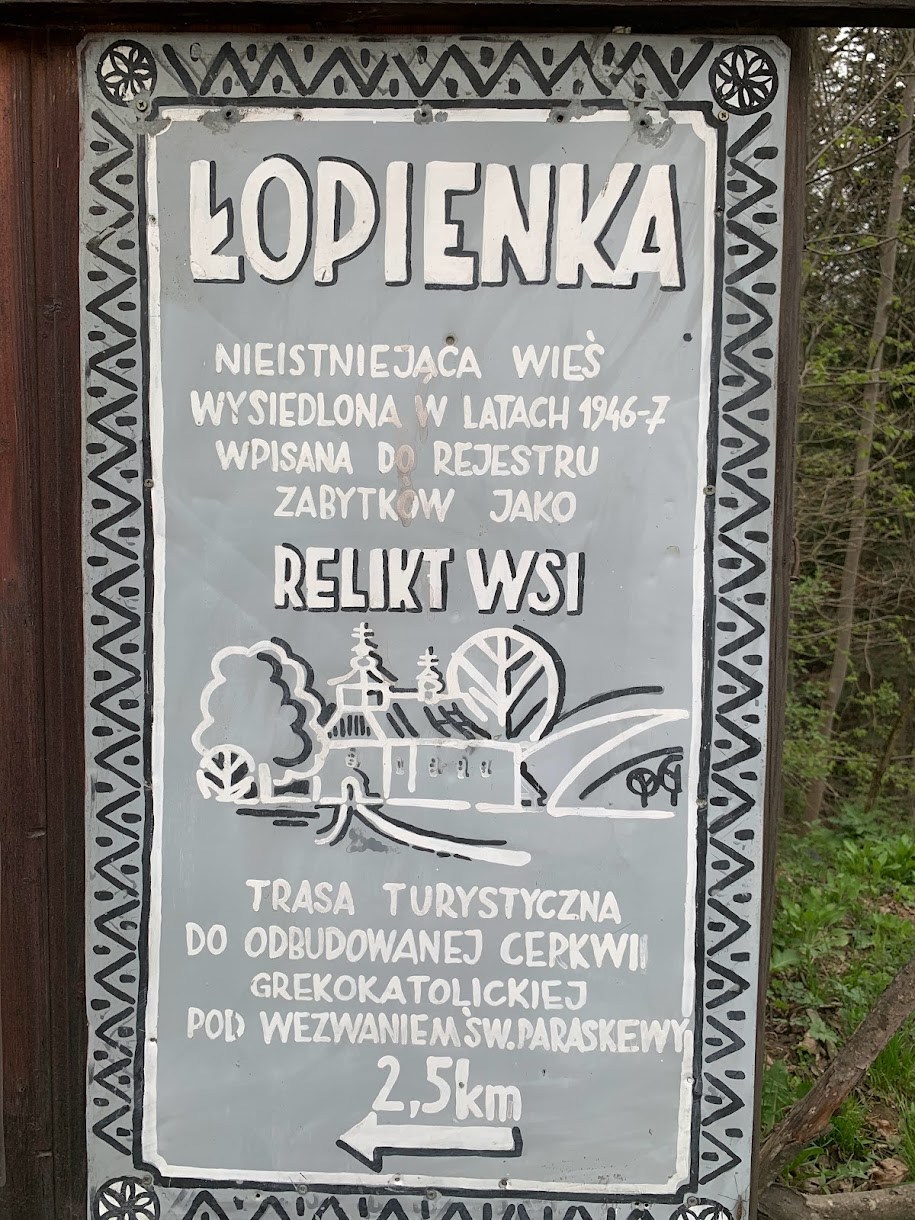 ŁOPIENKA
NIEISTNIEJĄCA WIEŚ
WYSIEDLONA W LATACH 1946-7
WPISANA DO REJESTRU
ZABYTKÓW JAKO
RELIKT WSI
TRASA TURYSTYCZNA
DO ODBUDOWANEJ CERKWI
GREKOKATOLICKIEJ
POD WEZWANIEM ŚW. PARASKEWY
2,5km